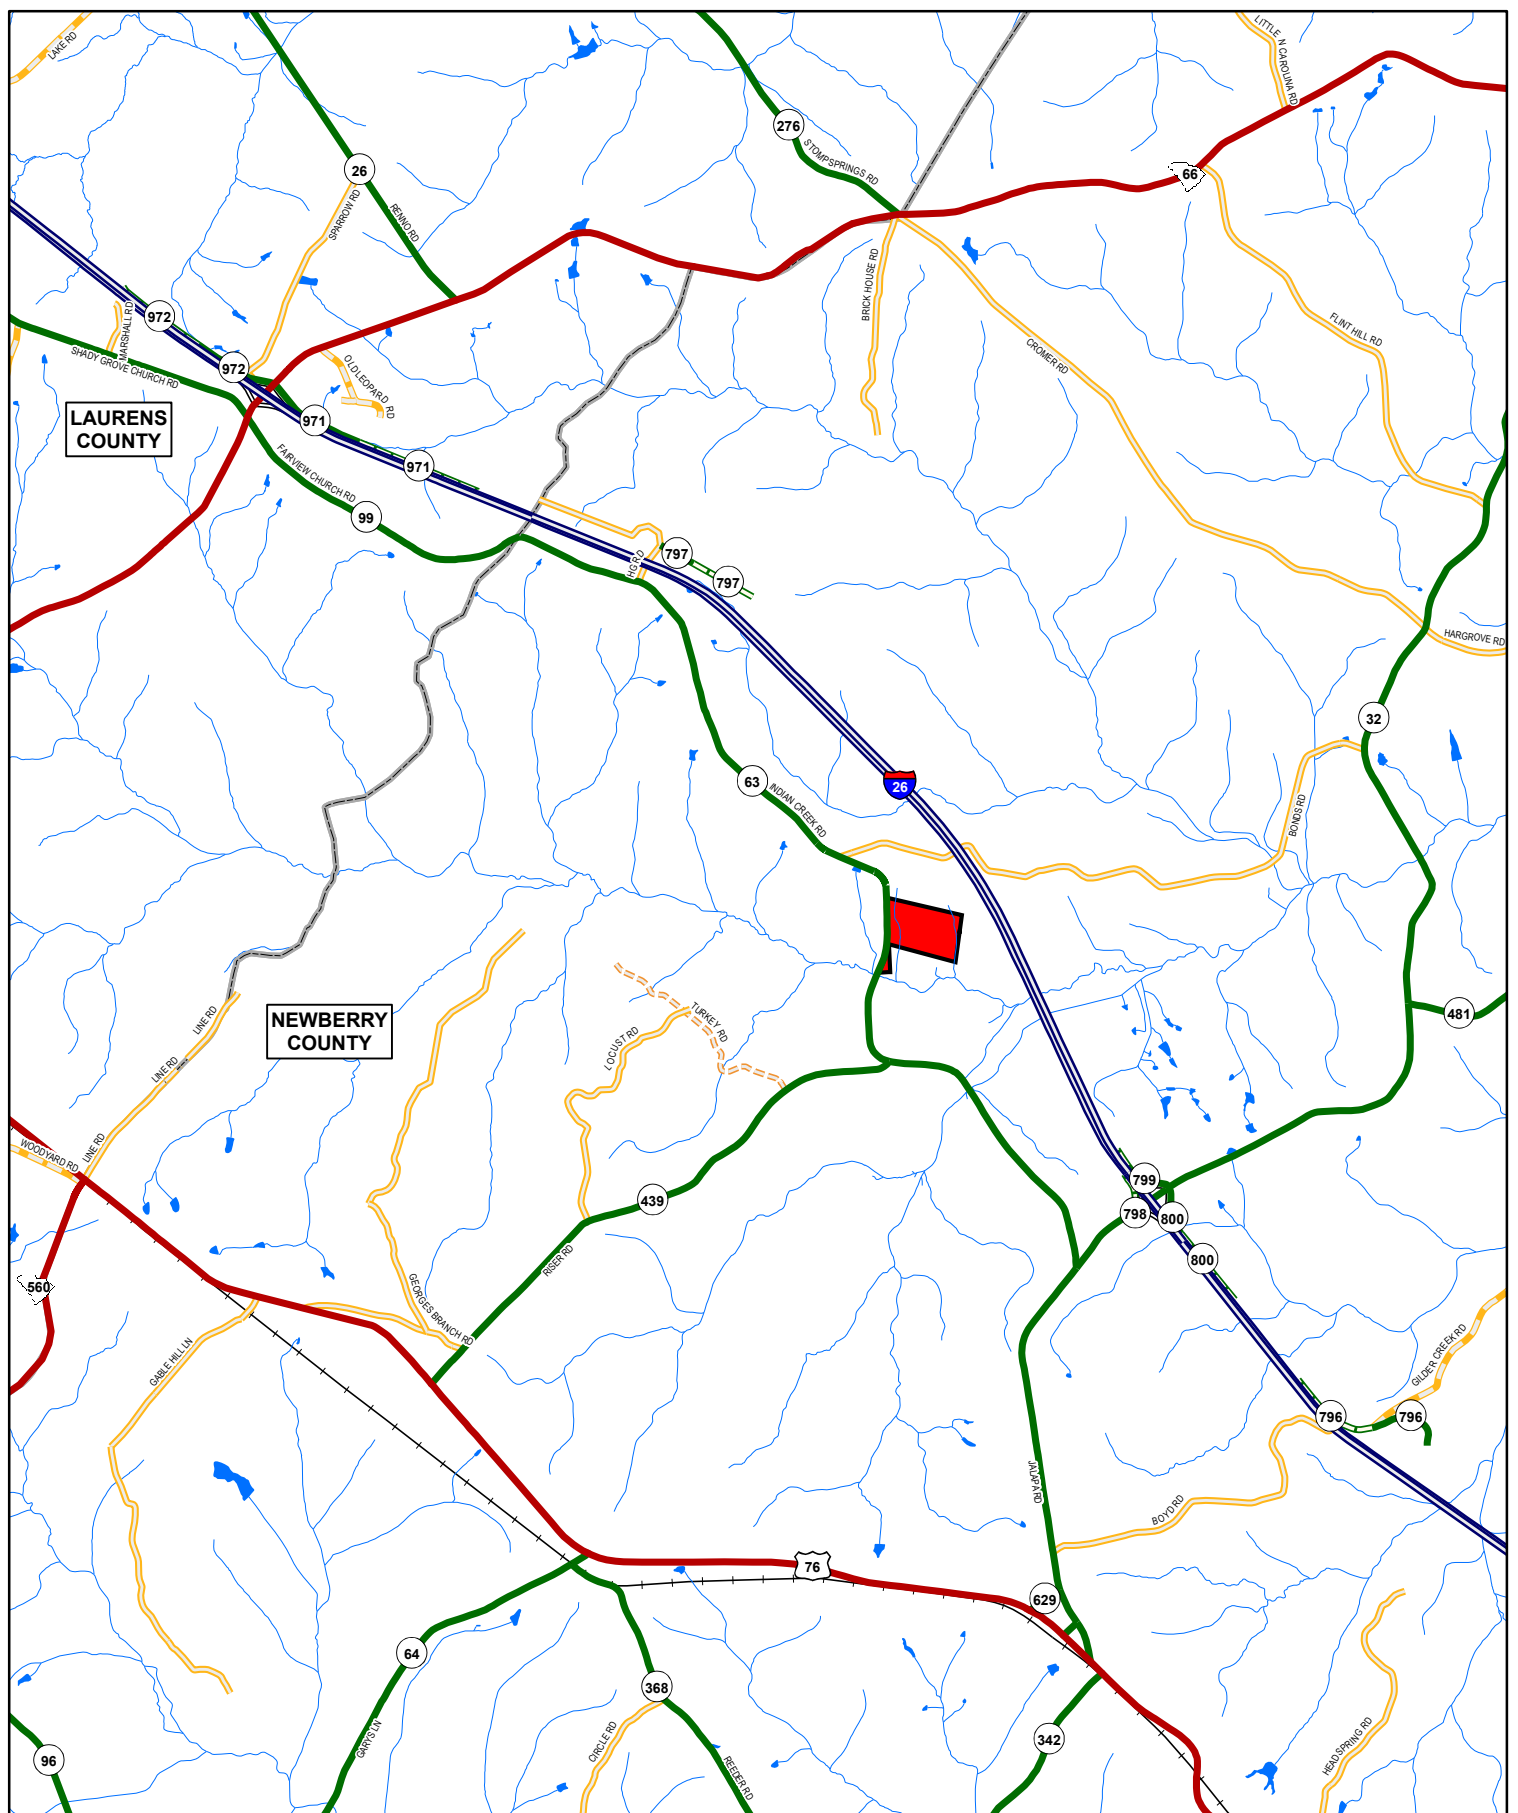 LAKE RD
LITTLE N CAROLINA RD
276
STOMP SPRINGS RD
26
SPARROW RD
RENNO RD
66
BRICK HOUSE RD
972
MARSHALL RD
SHADY GROVE CHURCH RD
972
OLD LEOPARD RD
FLINT HILL RD
CROMER RD
LAURENS
COUNTY
971
971
FAIRVIEW CHURCH RD
99
HG RD
797
797
HARGROVE RD
32
63
INDIAN CREEK RD
26
BONDS RD
NEWBERRY
COUNTY
LINE RD
LINE RD
LINE RD
WOODYARD RD
TURKEY RD
LOCUST RD
481
799
798
800
800
439
RISER RD
560
GEORGES BRANCH RD
GABLE HILL LN
GILDER CREEK RD
796
796
JALAPA RD
BOYD RD
76
629
64
368
GARYS LN
CIRCLE RD
REEDER RD
342
HEADSPRING RD
96